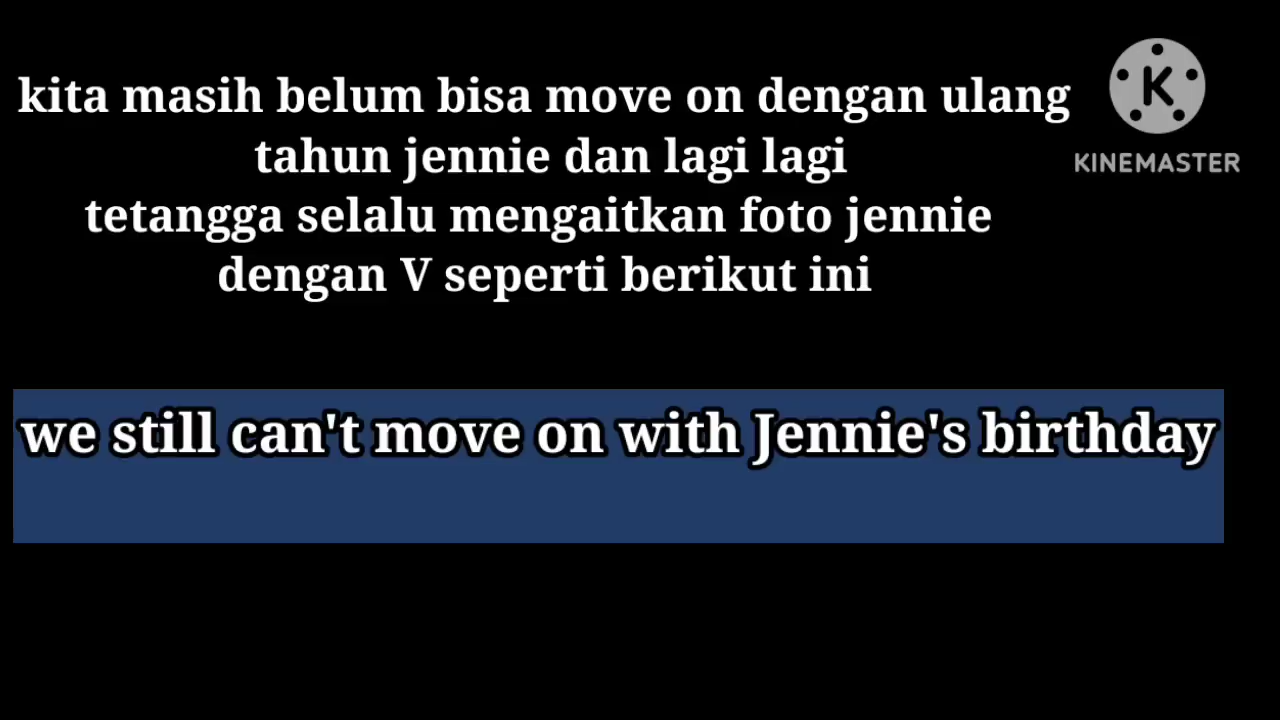 kita masih belum bisa move on dengan ulang
tahun jennie dan lagi lagi
tetangga selalu mengaitkan foto jennie
dengan V seperti berikut ini
K
KINEMASTER
we still can't move on with Jennie's birthday